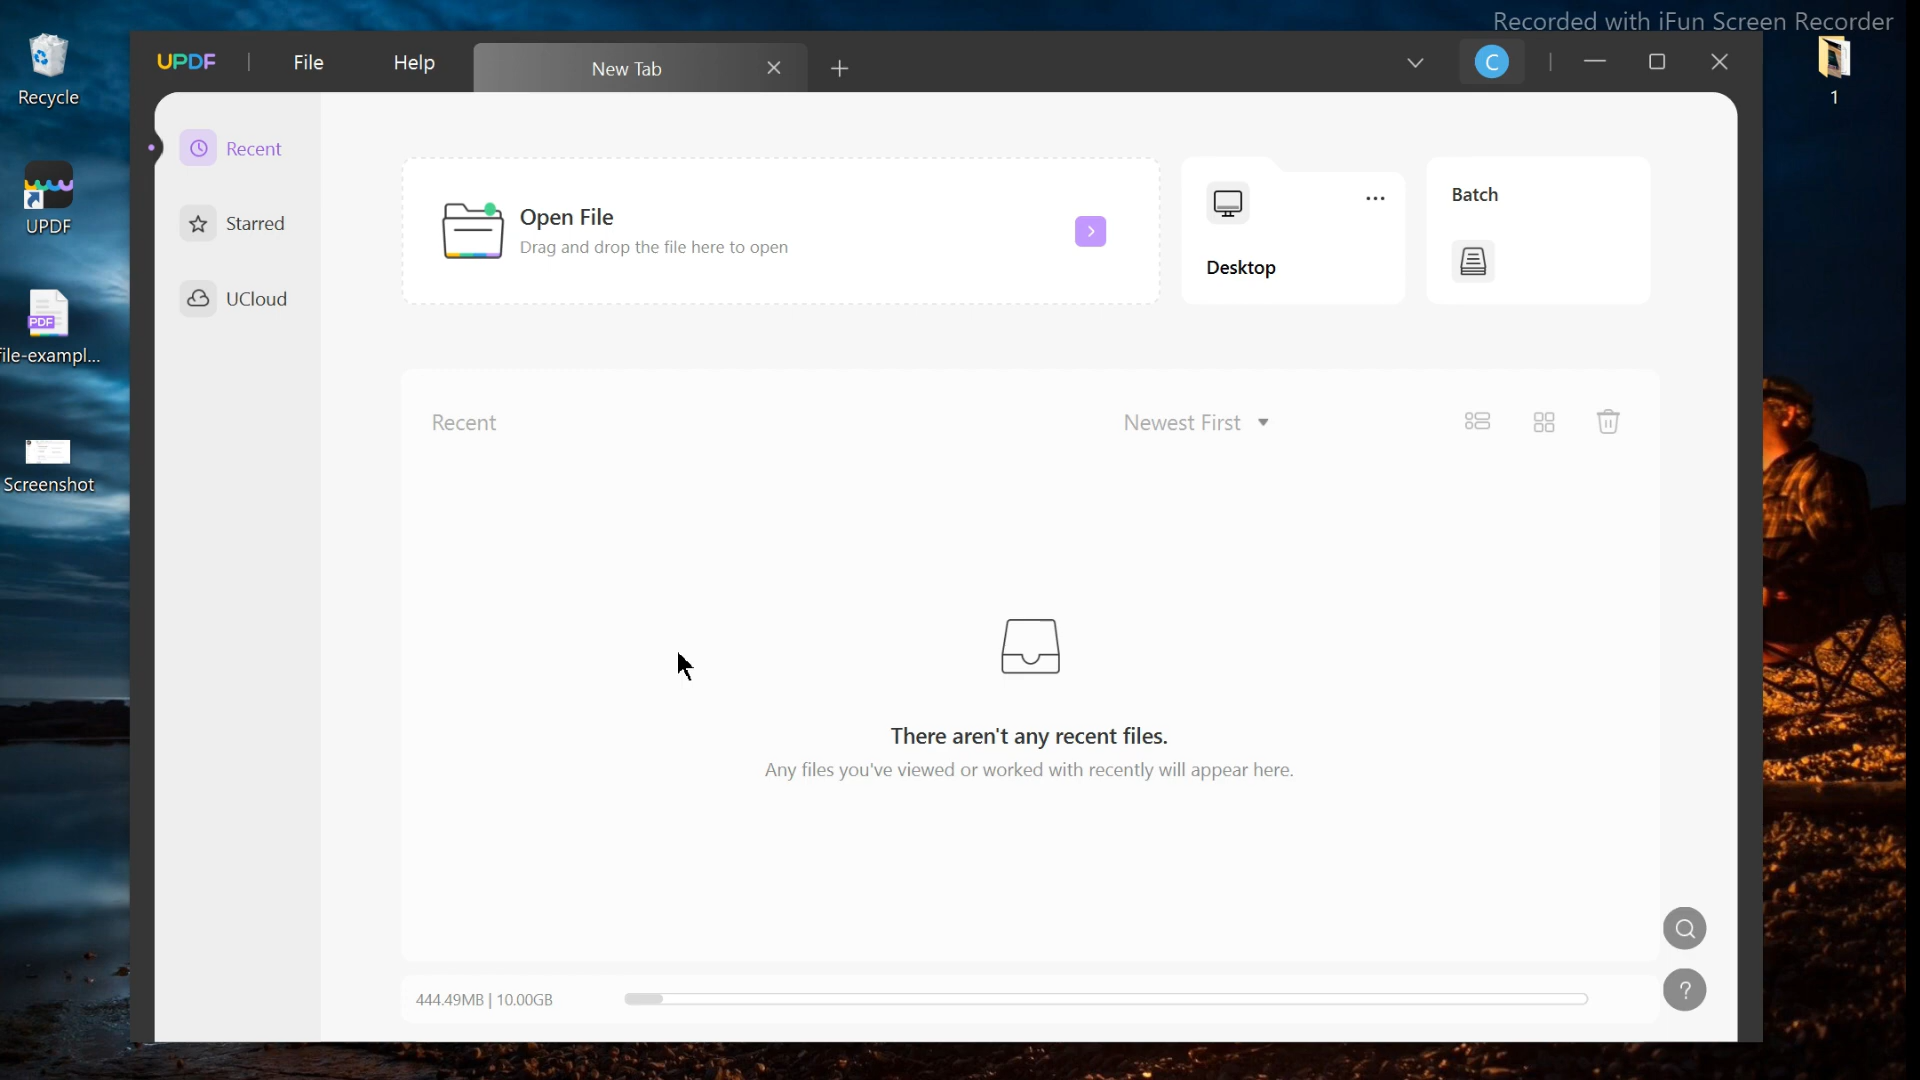 Recorded with iFun Screen Recorder
UPDF
File
Help
New Tab
C
Recycle
1
Recent
Starred
UCloud
Open File
Drag and drop the file here to open
Desktop
Batch
UPDF
PDF
file-exampl...
Screenshot
Recent
Newest First
There aren't any recent files.
Any files you've viewed or worked with recently will appear here.
444.49MB | 10.00GB
?